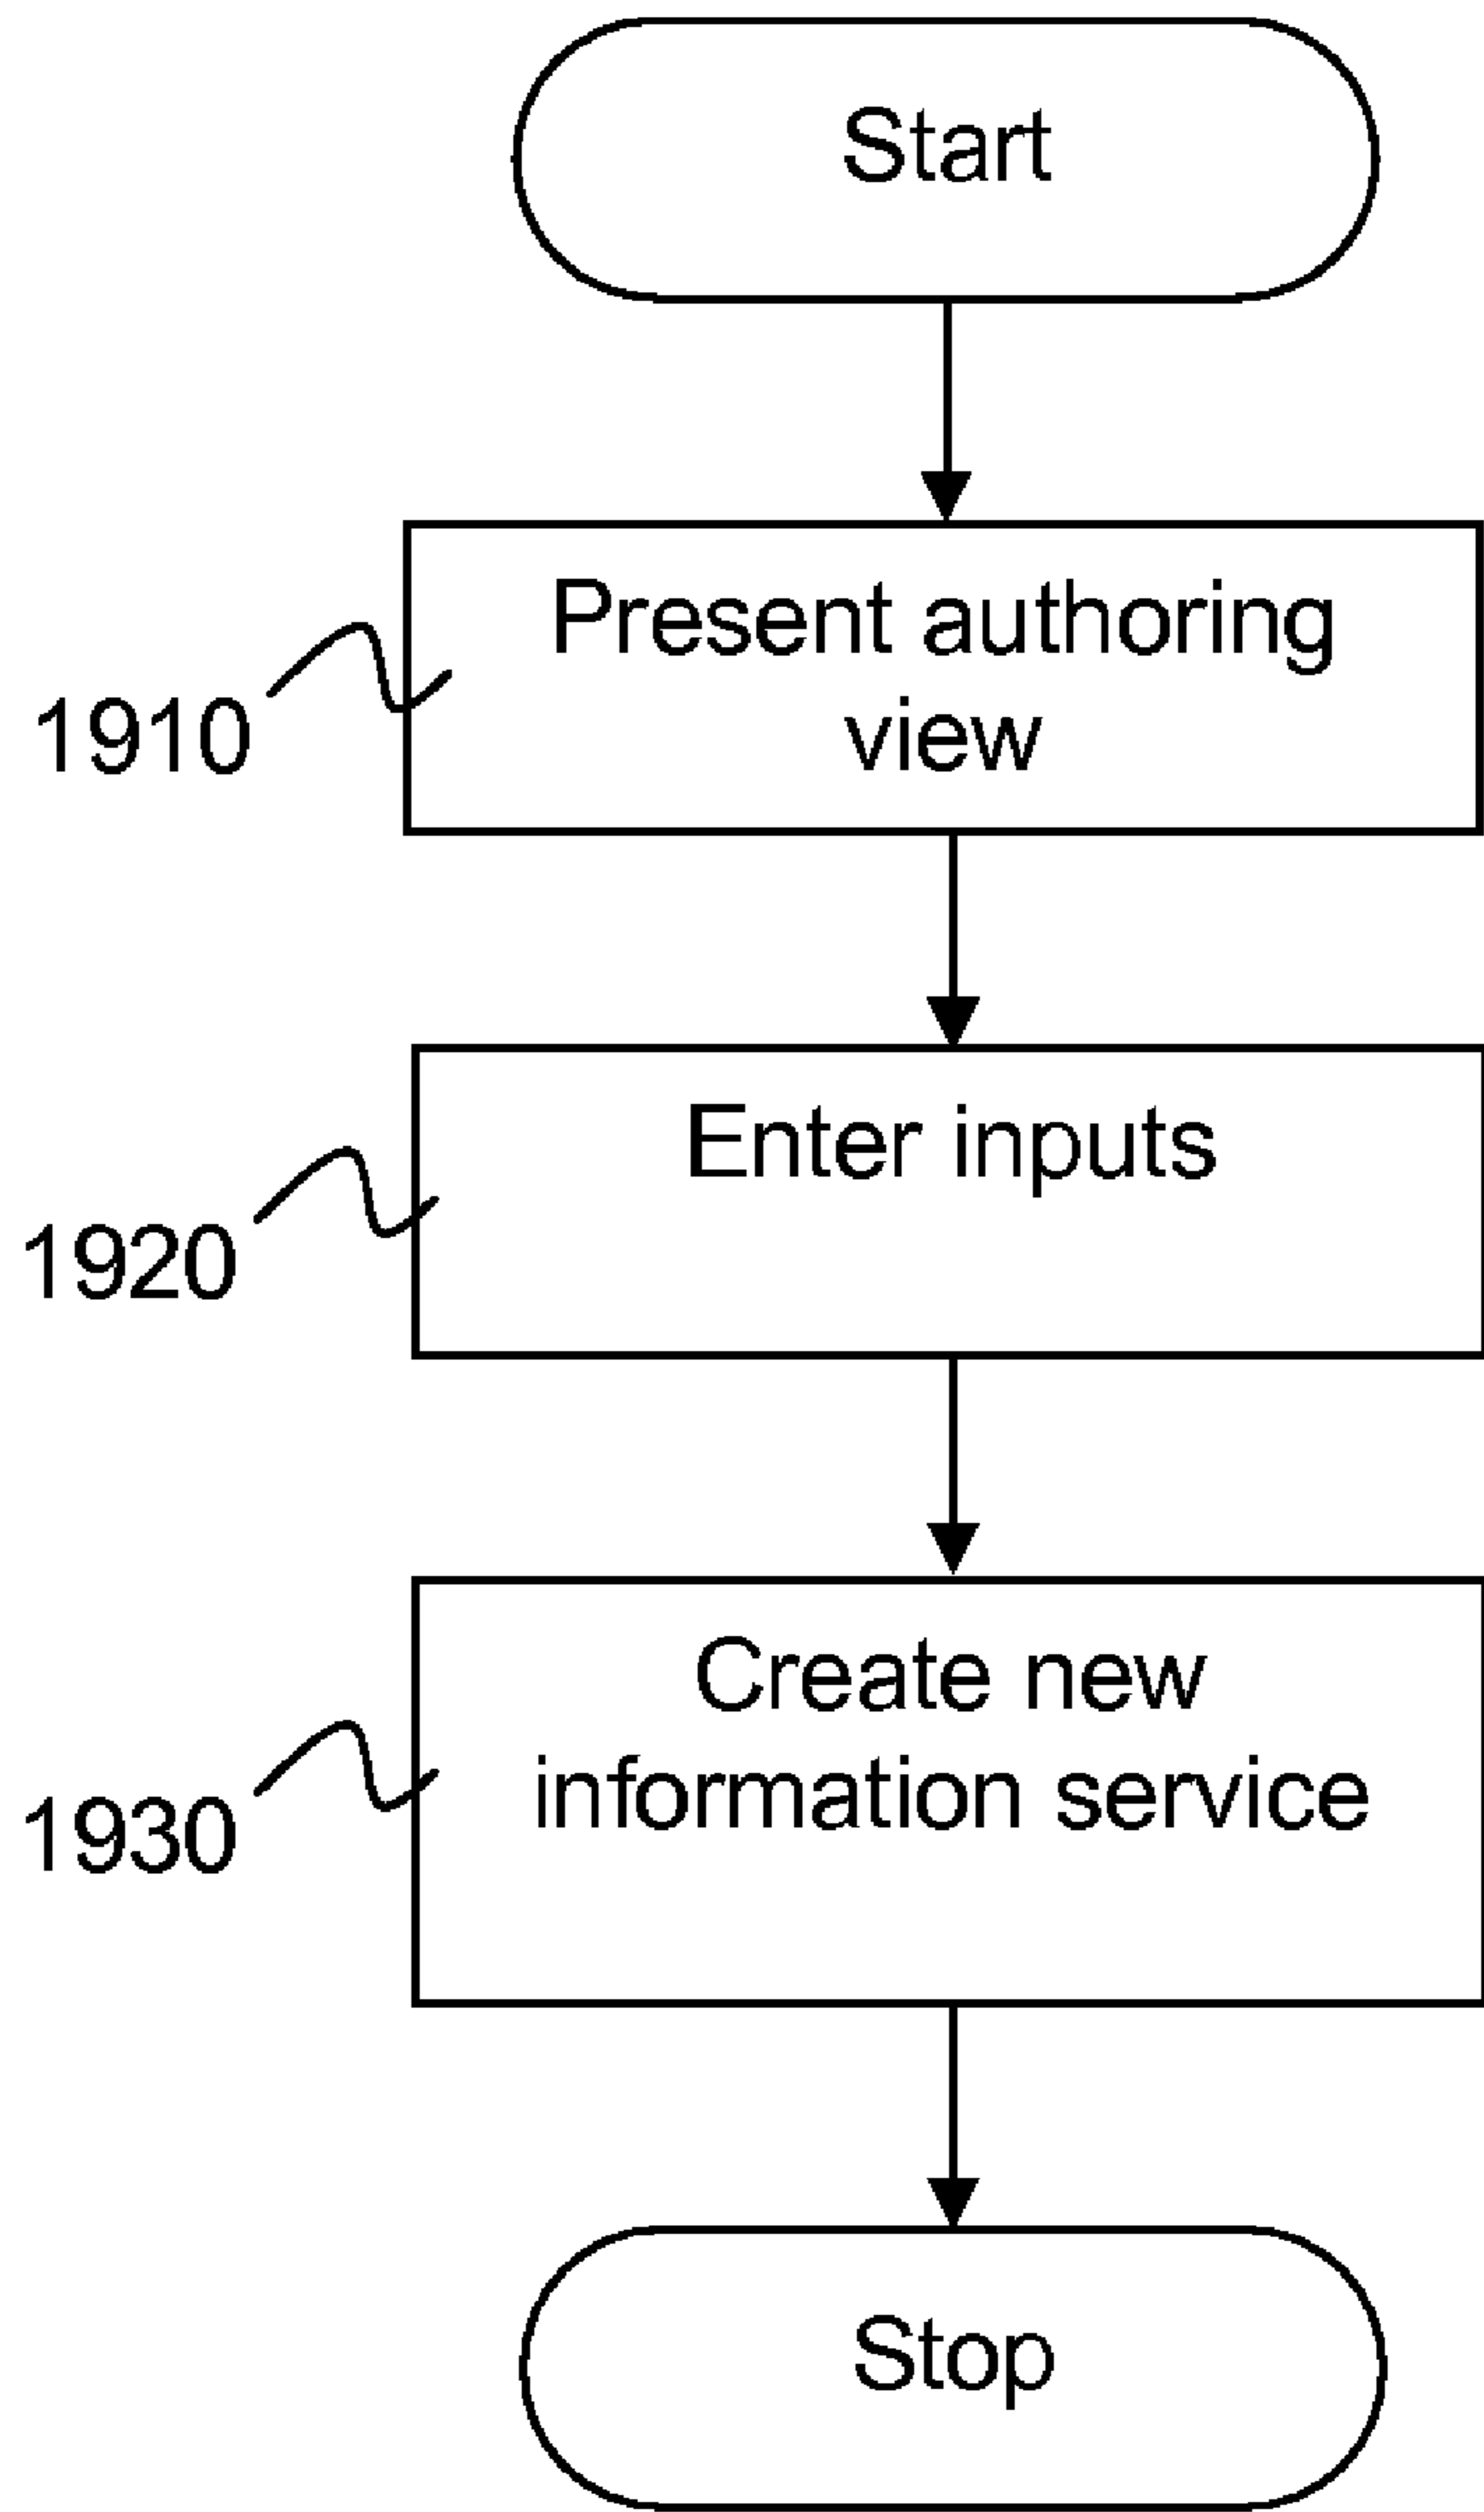 Start
Present authoring
view
1910
Enter inputs
1920
Create new
information service
1930
Stop